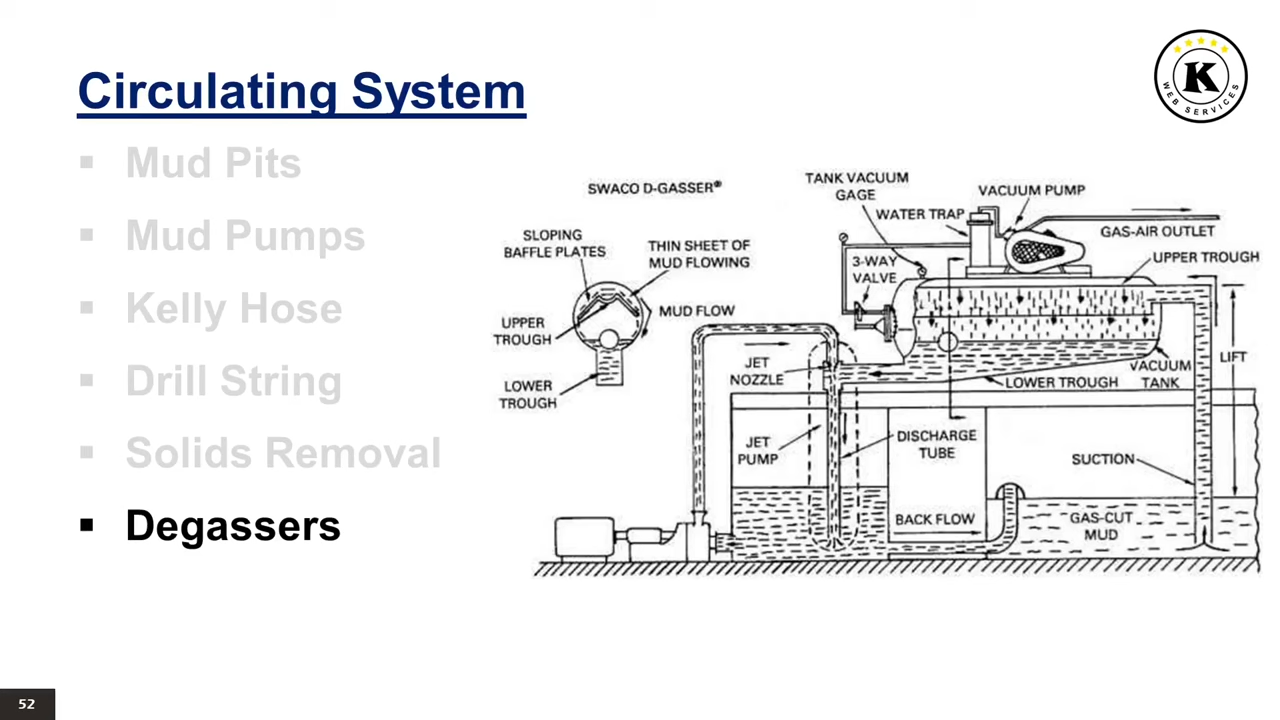 Circulating System
▪ Mud Pits
▪ Mud Pumps
▪ Kelly Hose
▪ Drill String
▪ Solids Removal
▪ Degassers
K
WEB SERVICES
SWACO D-GASSER®
SLOPING
BAFFLE PLATES
THIN SHEET OF
MUD FLOWING
MUD FLOW
UPPER
TROUGH
LOWER
TROUGH
TANK VACUUM
GAGE
WATER TRAP
VACUUM PUMP
GAS-AIR OUTLET
3-WAY
VALVE
UPPER TROUGH
JET
NOZZLE
LOWER TROUGH
VACUUM
TANK
LIFT
JET
PUMP
DISCHARGE
TUBE
SUCTION
BACK FLOW
GAS-CUT
MUD
52